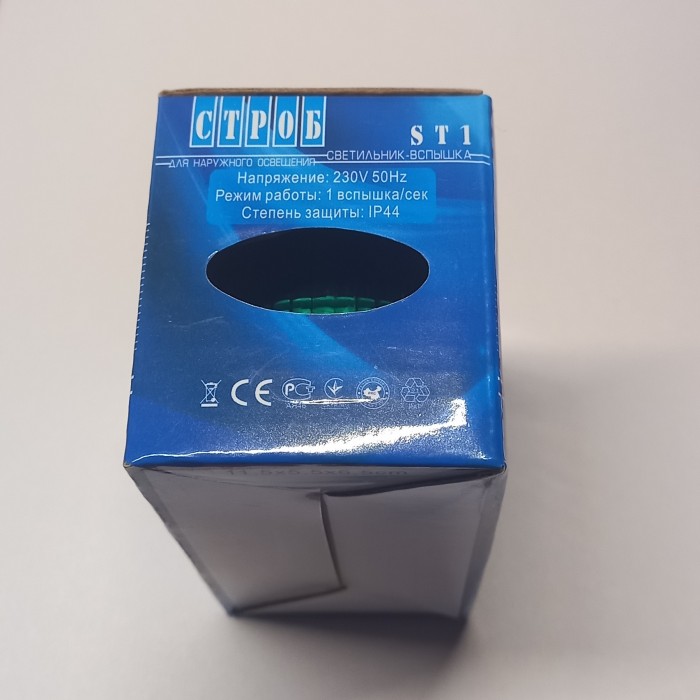 СТРОБ
ST1
ДЛЯ НАРУЖНОГО ОСВЕЩЕНИЯ
СВЕТИЛЬНИК-ВСПЫШКА
Напряжение: 230V 50Hz
Режим работы: 1 вспышка/сек
Степень защиты: IP44
CE